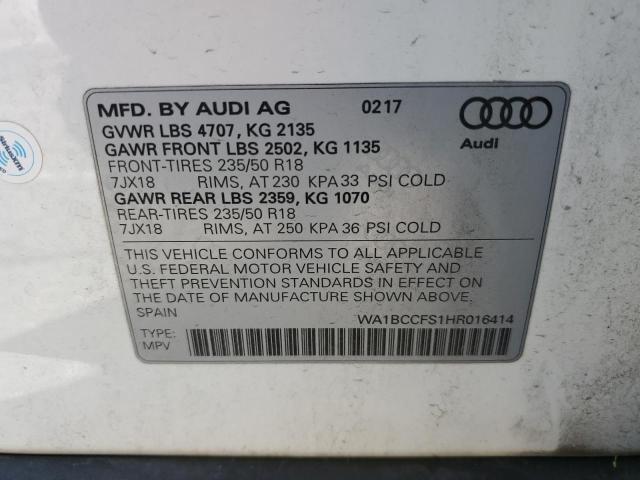 MFD. BY AUDI AG 0217
GVWR LBS 4707, KG 2135
GAWR FRONT LBS 2502, KG 1135
FRONT-TIRES 235/50 R18
7JX18 RIMS, AT 230 KPA 33 PSI COLD
GAWR REAR LBS 2359, KG 1070
REAR-TIRES 235/50 R18
7JX18 RIMS, AT 250 KPA 36 PSI COLD
Audi
THIS VEHICLE CONFORMS TO ALL APPLICABLE
U.S. FEDERAL MOTOR VEHICLE SAFETY AND
THEFT PREVENTION STANDARDS IN EFFECT ON
THE DATE OF MANUFACTURE SHOWN ABOVE.
SPAIN WA1BCCFS1HR016414
TYPE:
MPV
SiriusXM